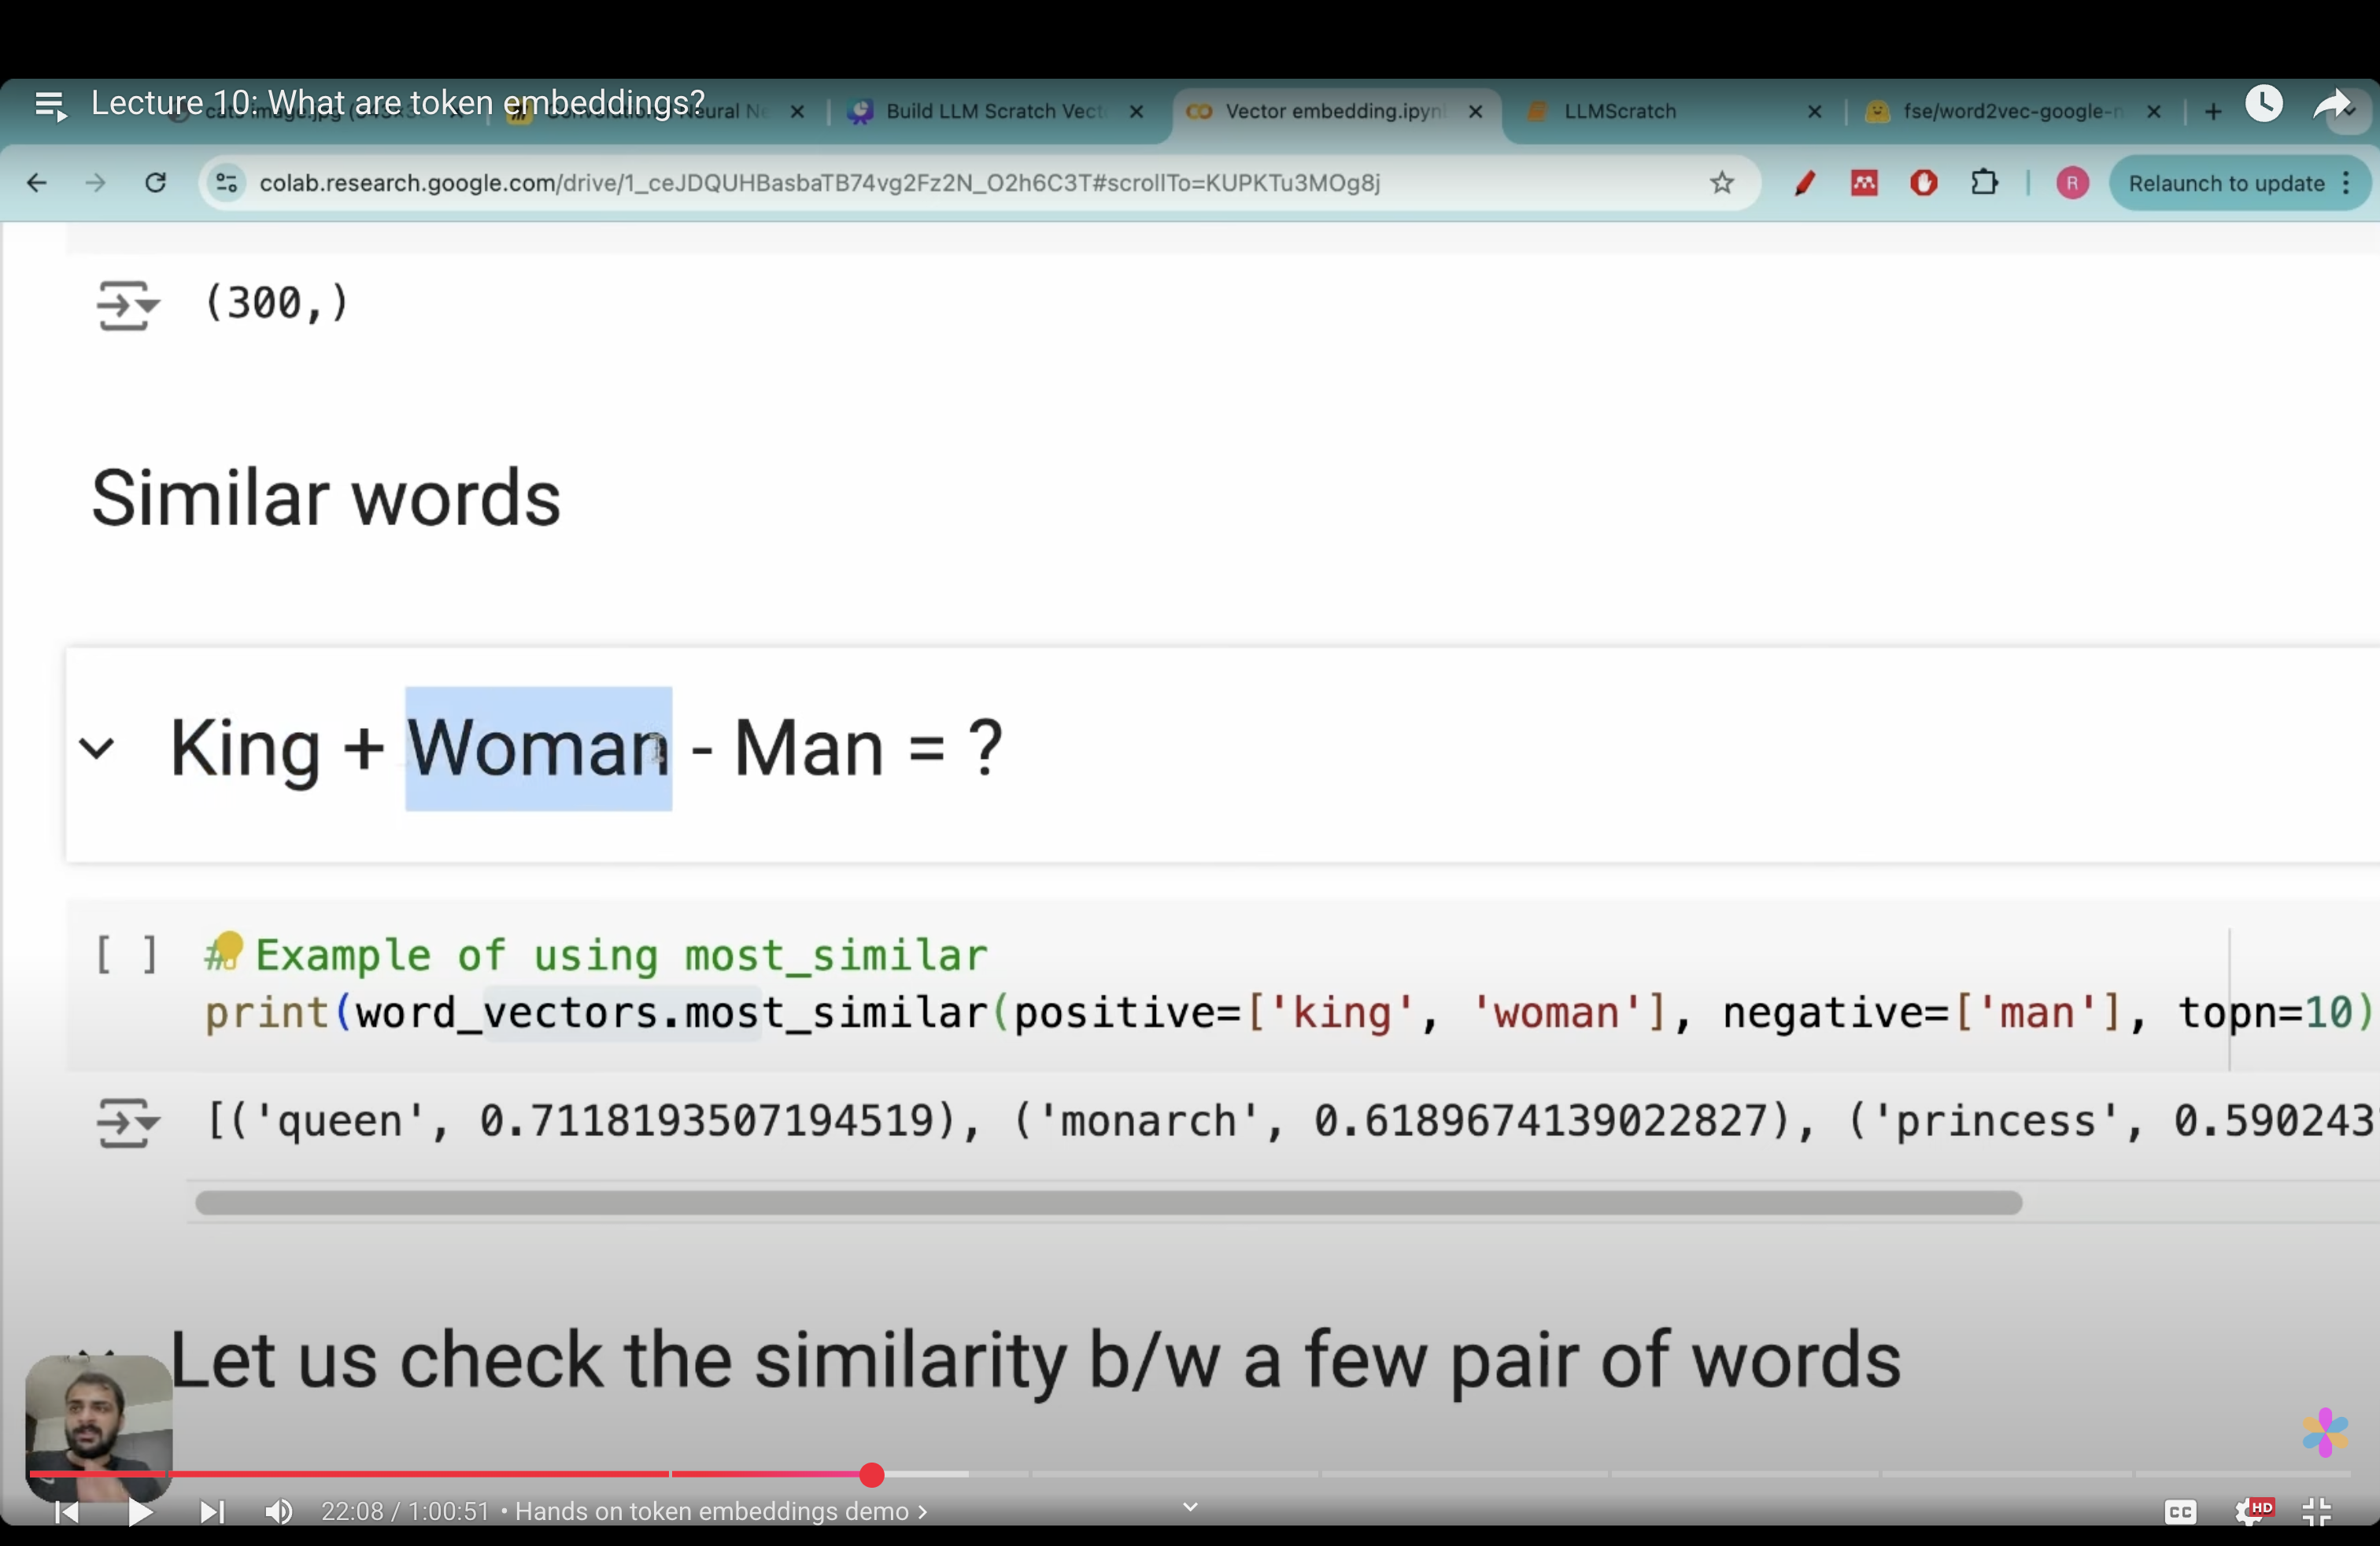 Lecture 10: What are token embeddings?
Build LLM Scratch Vect
Vector embedding.ipyn
LLMScratch
fse/word2vec-google-n
colab.research.google.com/drive/1_ceJDQUHBasbaTB74vg2Fz2N_O2h6C3T#scrollTo=KUPKTu3MOg8j
R
Relaunch to update
(300,)
Similar words
King + Woman - Man = ?
[ ] # Example of using most_similar
print(word_vectors.most_similar(positive=['king', 'woman'], negative=['man'], topn=10)
[('queen', 0.7118193507194519), ('monarch', 0.6189674139022827), ('princess', 0.590243
Let us check the similarity b/w a few pair of words
22:08 / 1:00:51 • Hands on token embeddings demo
CC
HD